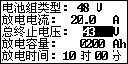 电池组类型: 48 V
放电电流: 20.0 A
总终止电压: 43 V
放电容量: 0200 Ah
放电时间: 10 时 00 分